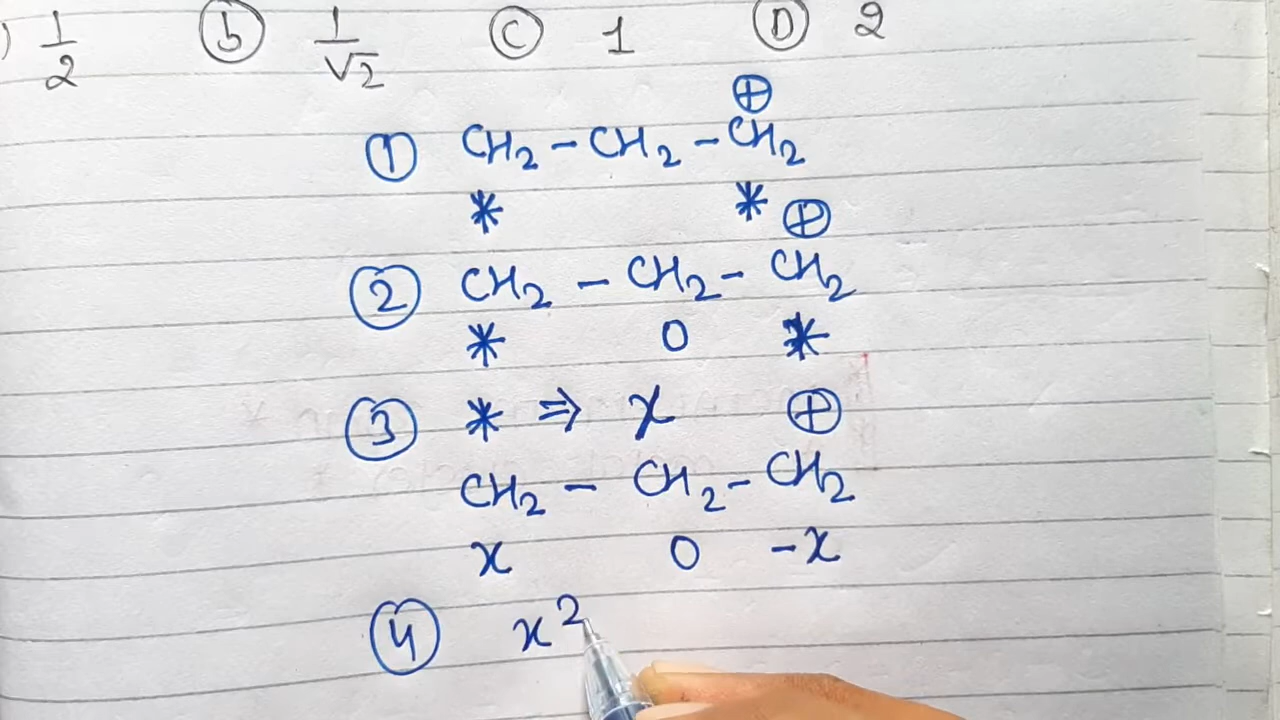 ) 1/2 ⓑ 1/√2 Ⓒ 1 Ⓓ 2
⊕
① CH₂ - CH₂ - CH₂
* *
⊕
② CH₂ - CH₂ - CH₂
* 0 *
③ * ⇒ x ⊕
CH₂ - CH₂ - CH₂
x 0 -x
④ x²